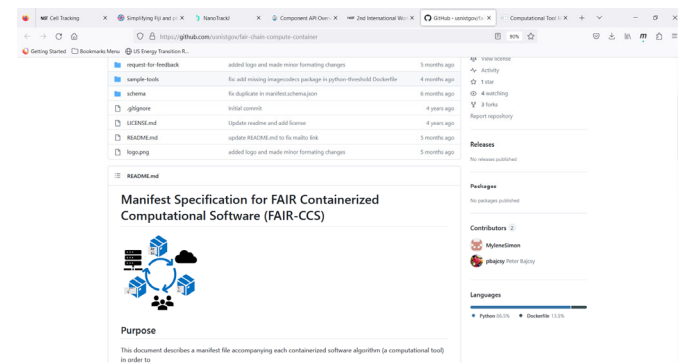 NIST Cell Tracking
Simplifying Fiji and
NanoTrackJ
Component API Overv
2nd International Wor
GitHub - usnistgov/fa
Computational Tool
https://github.com/usnistgov/fair-chain-compute-container
90%
Getting Started
Bookmarks Menu
US Energy Transition R...
request-for-feedback
added logo and made minor formating changes
5 months ago
sample-tools
fix add missing imagecodecs package in python-threshold Dockerfile
4 months ago
schema
fix duplicate in manifest.schema.json
6 months ago
.gitignore
Initial commit
4 years ago
LICENSE.md
Update readme and add license
4 years ago
README.md
update README.md to fix mailto link
5 months ago
logo.png
added logo and made minor formating changes
5 months ago
View license
Activity
1 star
4 watching
3 forks
Report repository
Releases
No releases published
Packages
No packages published
Contributors 2
MyleneSimon
pbajcsy Peter Bajcsy
Languages
Python 86.5%
Dockerfile 13.5%
README.md
Manifest Specification for FAIR Containerized
Computational Software (FAIR-CCS)
Purpose
This document describes a manifest file accompanying each containerized software algorithm (a computational tool)
in order to